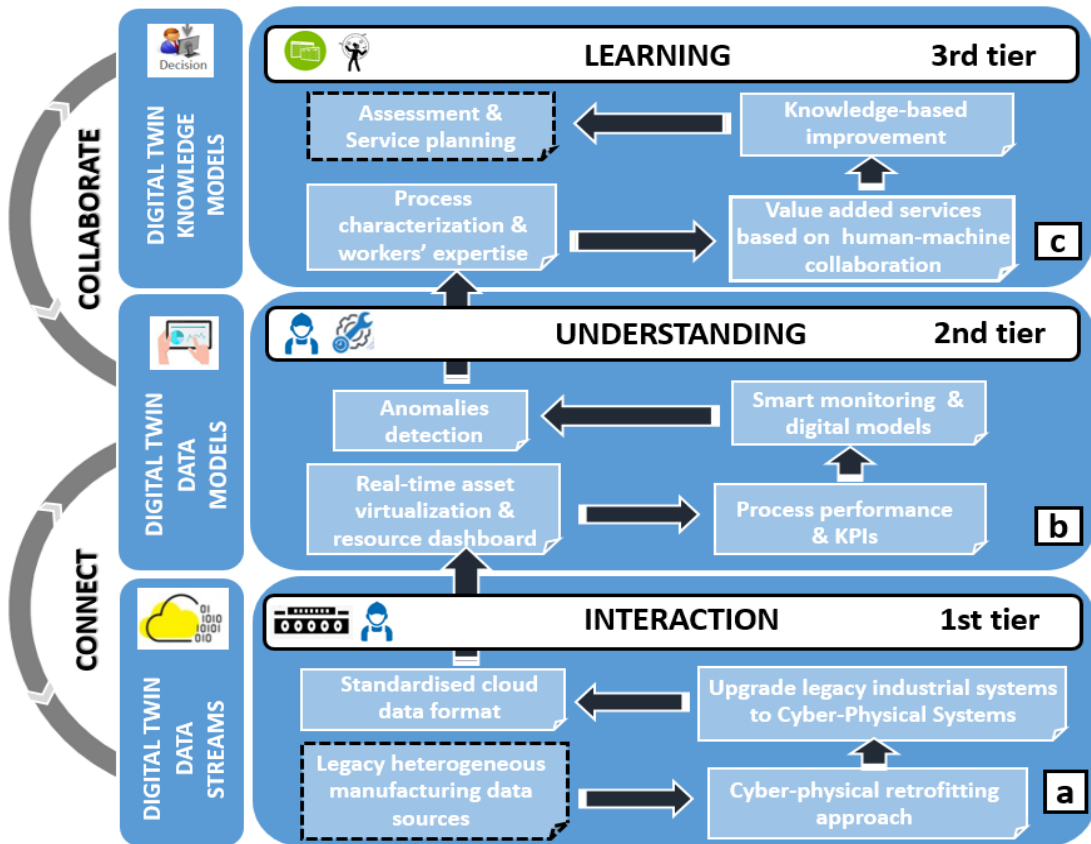 COLLABORATE
CONNECT
Decision
DIGITAL TWIN
KNOWLEDGE
MODELS
LEARNING
3rd tier
Assessment &
Service planning
Knowledge-based
improvement
Process
characterization &
workers’ expertise
Value added services
based on human-machine
collaboration
c
DIGITAL TWIN
DATA
MODELS
UNDERSTANDING
2nd tier
Anomalies
detection
Smart monitoring &
digital models
Real-time asset
virtualization &
resource dashboard
Process performance
& KPIs
b
01
1010
10101
010
DIGITAL TWIN
DATA
STREAMS
INTERACTION
1st tier
Standardised cloud
data format
Upgrade legacy industrial systems
to Cyber-Physical Systems
Legacy heterogeneous
manufacturing data
sources
Cyber-physical retrofitting
approach
a